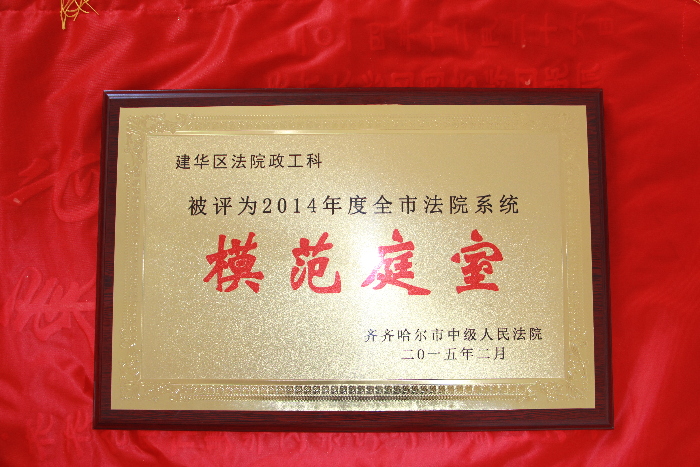 建华区法院政工科
被评为2014年度全市法院系统
模范庭室
齐齐哈尔市中级人民法院
二〇一五年二月